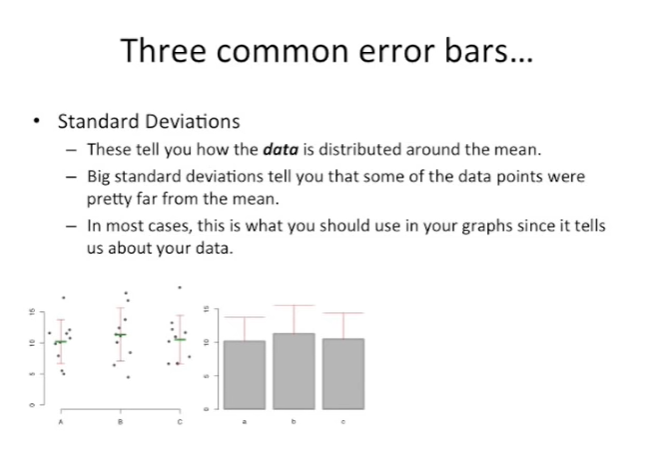 Three common error bars...
• Standard Deviations
– These tell you how the data is distributed around the mean.
– Big standard deviations tell you that some of the data points were
pretty far from the mean.
– In most cases, this is what you should use in your graphs since it tells
us about your data.
15
10
5
0
A B C
15
10
5
0
a b c